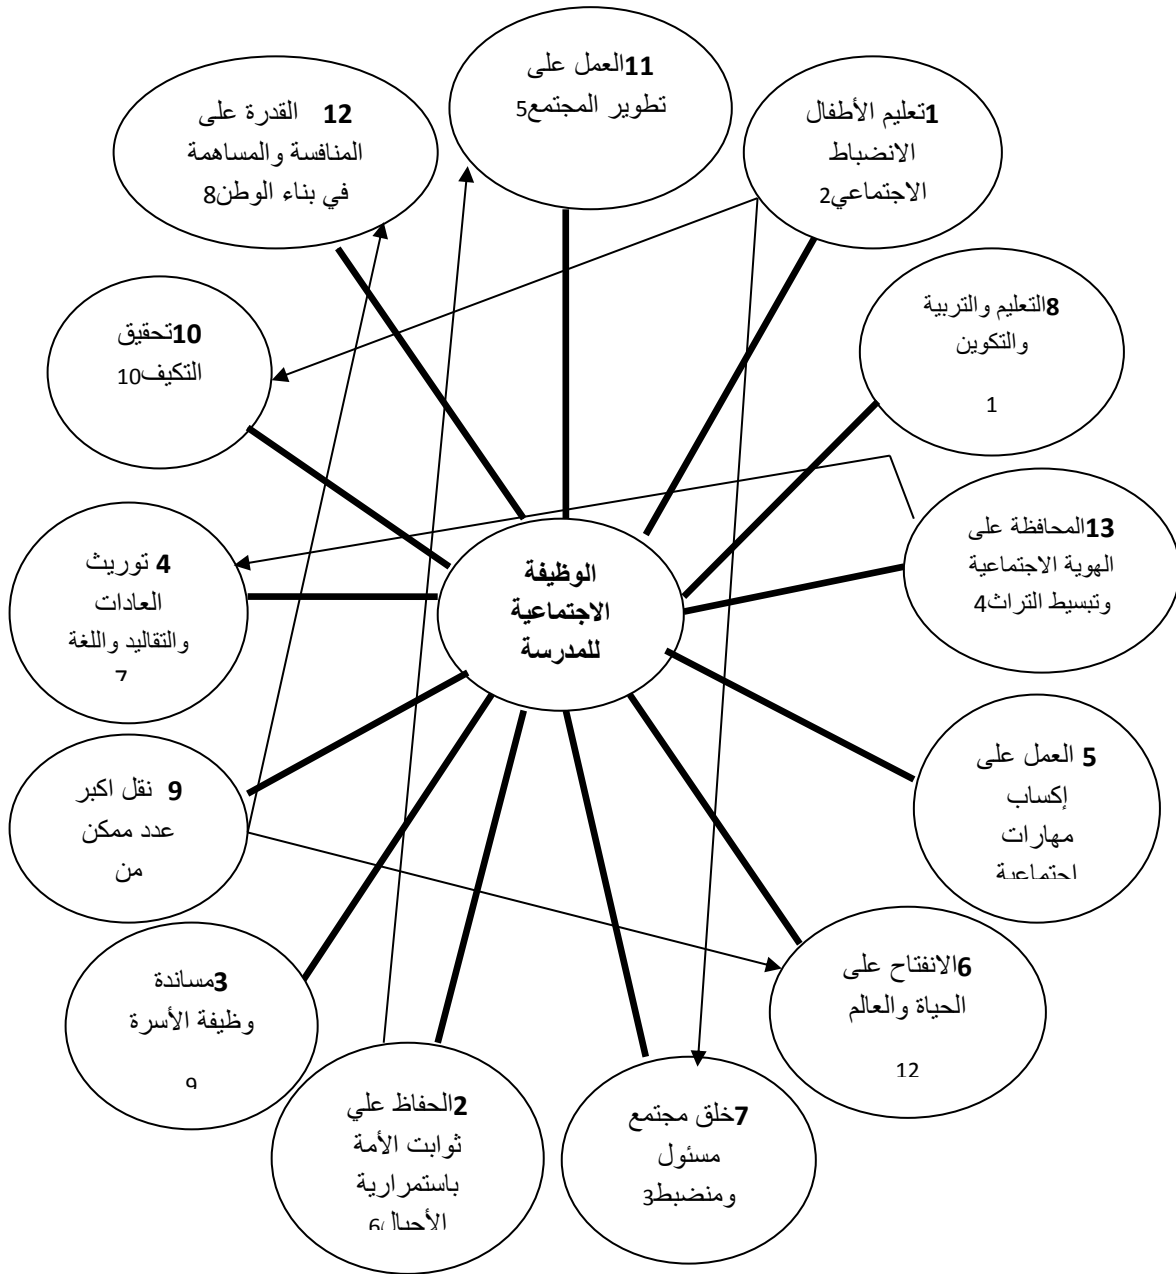 11العمل على
تطوير المجتمع5
12 القدرة على
المنافسة والمساهمة
في بناء الوطن8
1تعليم الأطفال
الانضباط
الاجتماعي2
10تحقيق
التكيف10
8التعليم والتربية
والتكوين
1
4 توريث
العادات
والتقاليد واللغة
7
الوظيفة
الاجتماعية
للمدرسة
13المحافظة على
الهوية الاجتماعية
وتبسيط التراث4
9 نقل اكبر
عدد ممكن
من
5 العمل على
إكساب
مهارات
اجتماعية
3مساندة
وظيفة الأسرة
9
6الانفتاح على
الحياة والعالم
12
2الحفاظ علي
ثوابت الأمة
باستمرارية
الأجيال6
7خلق مجتمع
مسئول
ومنضبط3